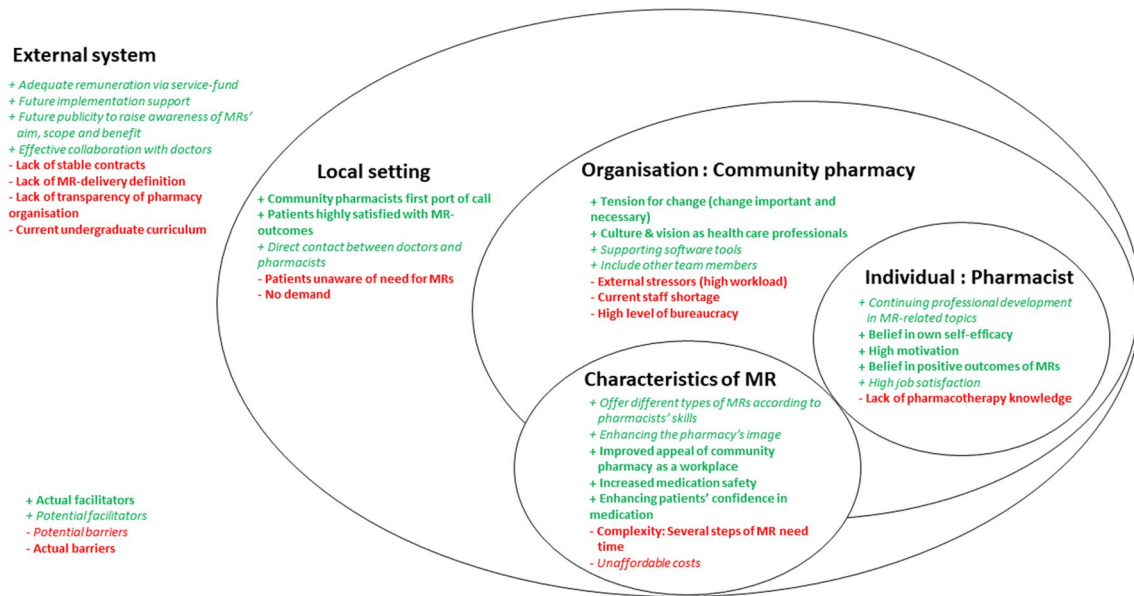 External system
+ Adequate remuneration via service-fund
+ Future implementation support
+ Future publicity to raise awareness of MRs'
aim, scope and benefit
+ Effective collaboration with doctors
- Lack of stable contracts
- Lack of MR-delivery definition
- Lack of transparency of pharmacy
organisation
- Current undergraduate curriculum
Local setting
+ Community pharmacists first port of call
+ Patients highly satisfied with MR-
outcomes
+ Direct contact between doctors and
pharmacists
- Patients unaware of need for MRs
- No demand
Organisation : Community pharmacy
+ Tension for change (change important and
necessary)
+ Culture & vision as health care professionals
+ Supporting software tools
+ Include other team members
- External stressors (high workload)
- Current staff shortage
- High level of bureaucracy
Individual : Pharmacist
+ Continuing professional development
in MR-related topics
+ Belief in own self-efficacy
+ High motivation
+ Belief in positive outcomes of MRs
+ High job satisfaction
- Lack of pharmacotherapy knowledge
Characteristics of MR
+ Offer different types of MRs according to
pharmacists' skills
+ Enhancing the pharmacy's image
+ Improved appeal of community
pharmacy as a workplace
+ Increased medication safety
+ Enhancing patients' confidence in
medication
- Complexity: Several steps of MR need
time
- Unaffordable costs
+ Actual facilitators
+ Potential facilitators
- Potential barriers
- Actual barriers